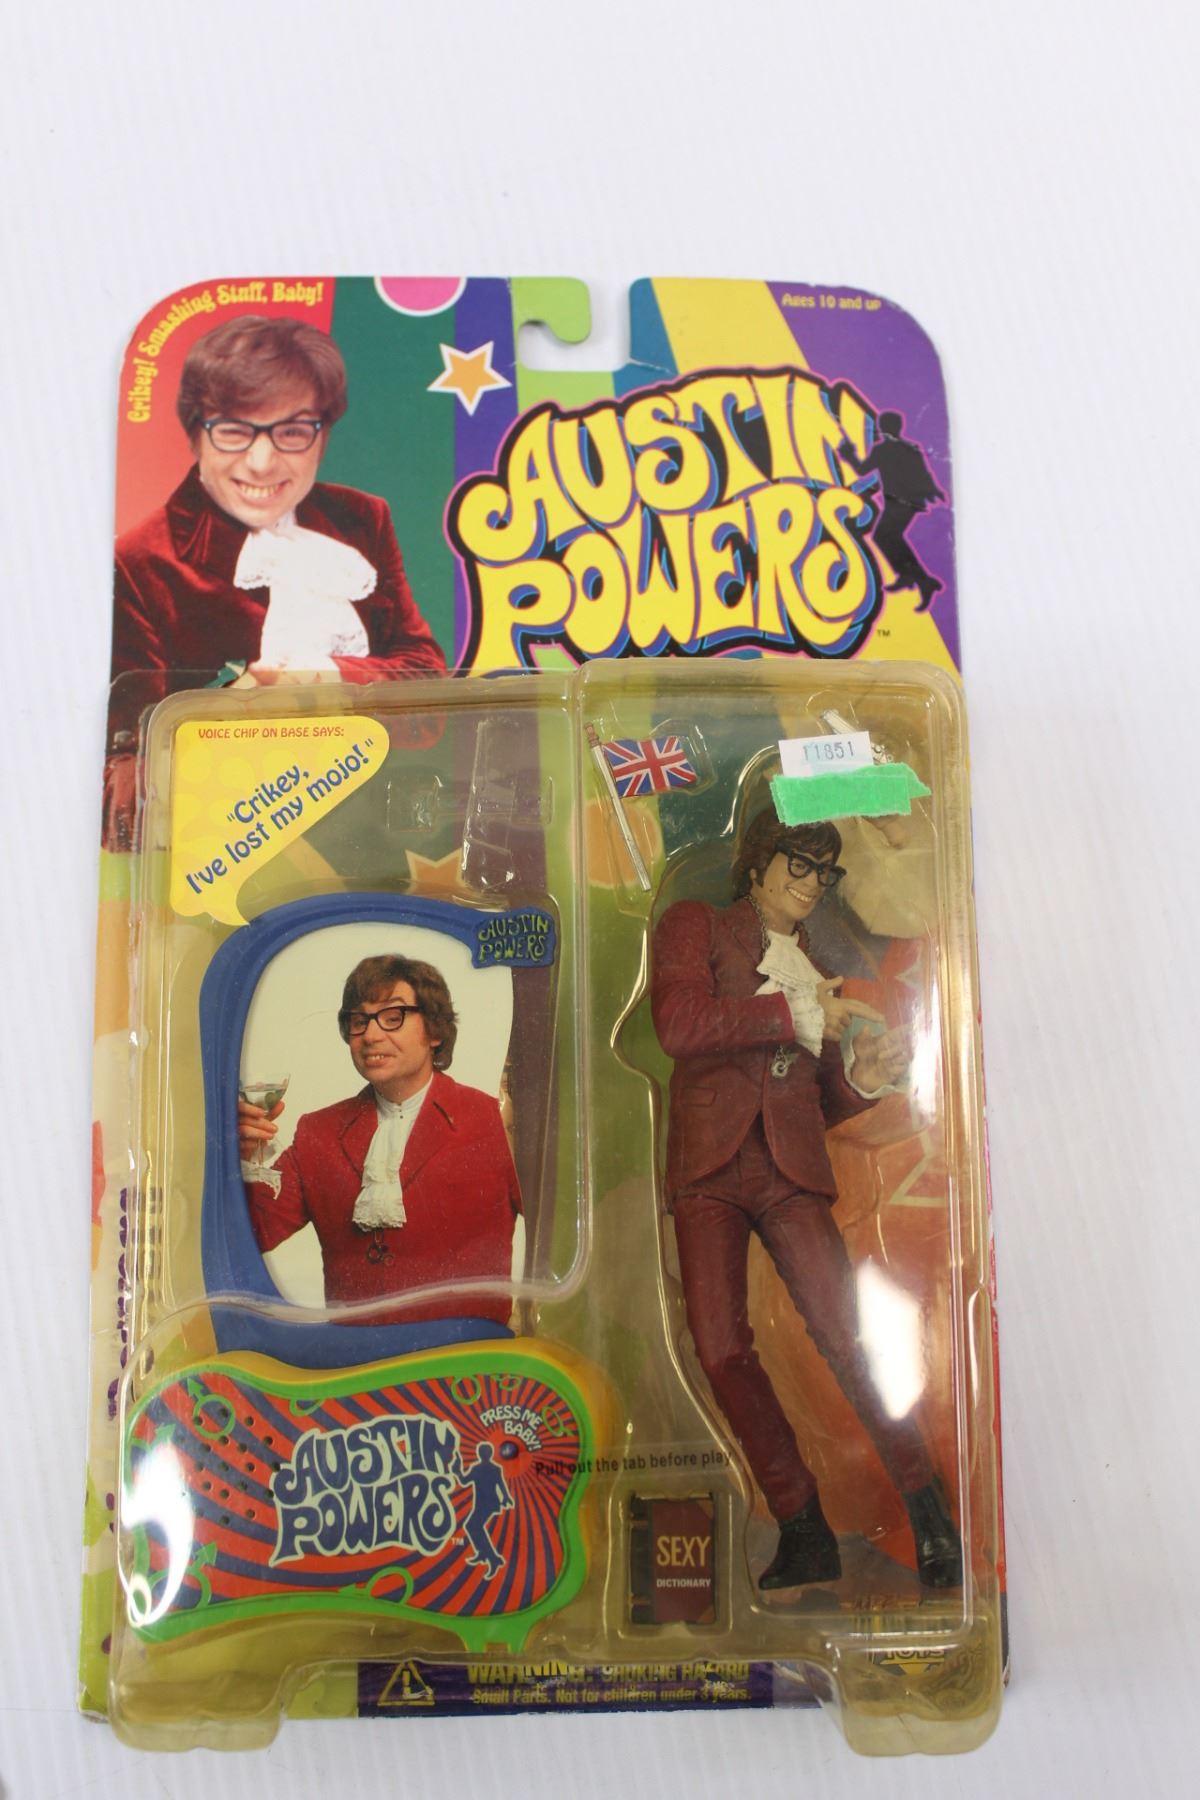 Crikey! Smashing Stuff, Baby!
Ages 10 and up
AUSTIN
POWERS
TM
VOICE CHIP ON BASE SAYS:
"Crikey,
I've lost my mojo!"
11851
AUSTIN
POWERS
PRESS ME
BABY!
AUSTIN
POWERS
TM
Pull out the tab before play
SEXY
DICTIONARY
TOYS
WARNING: CHOKING HAZARD
Small Parts. Not for children under 3 years.